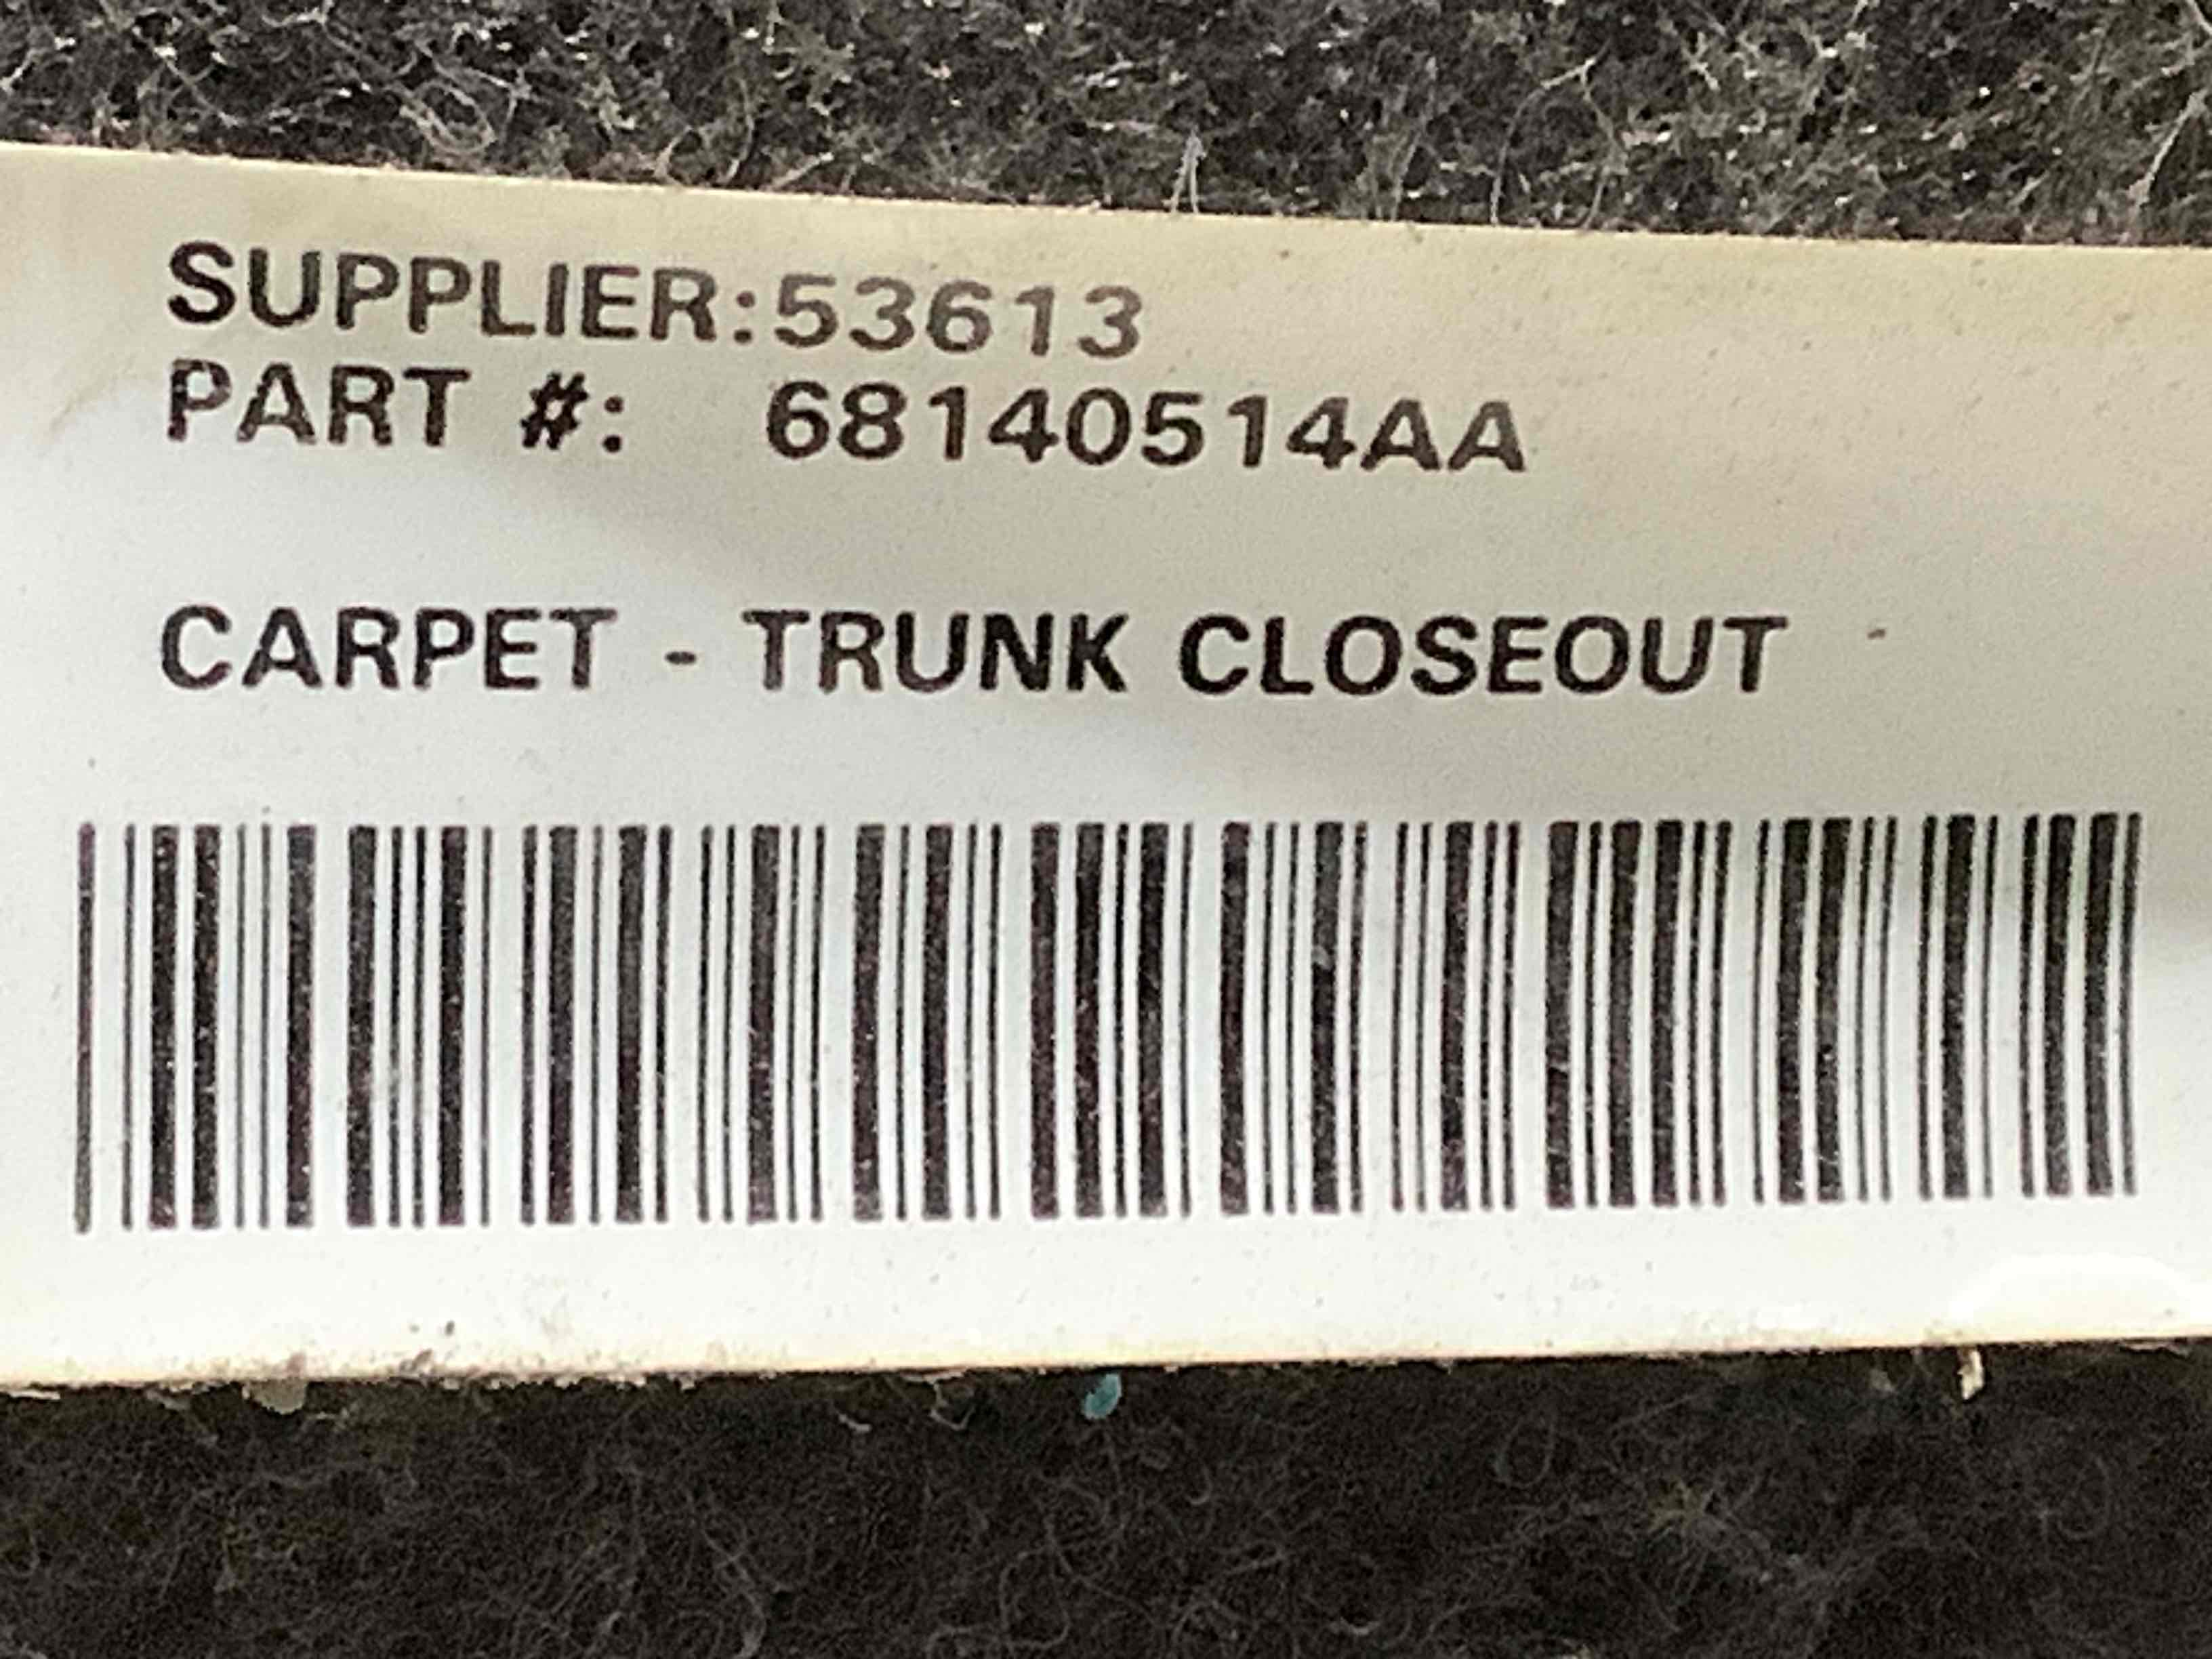 SUPPLIER:53613
PART #: 68140514AA
CARPET - TRUNK CLOSEOUT -